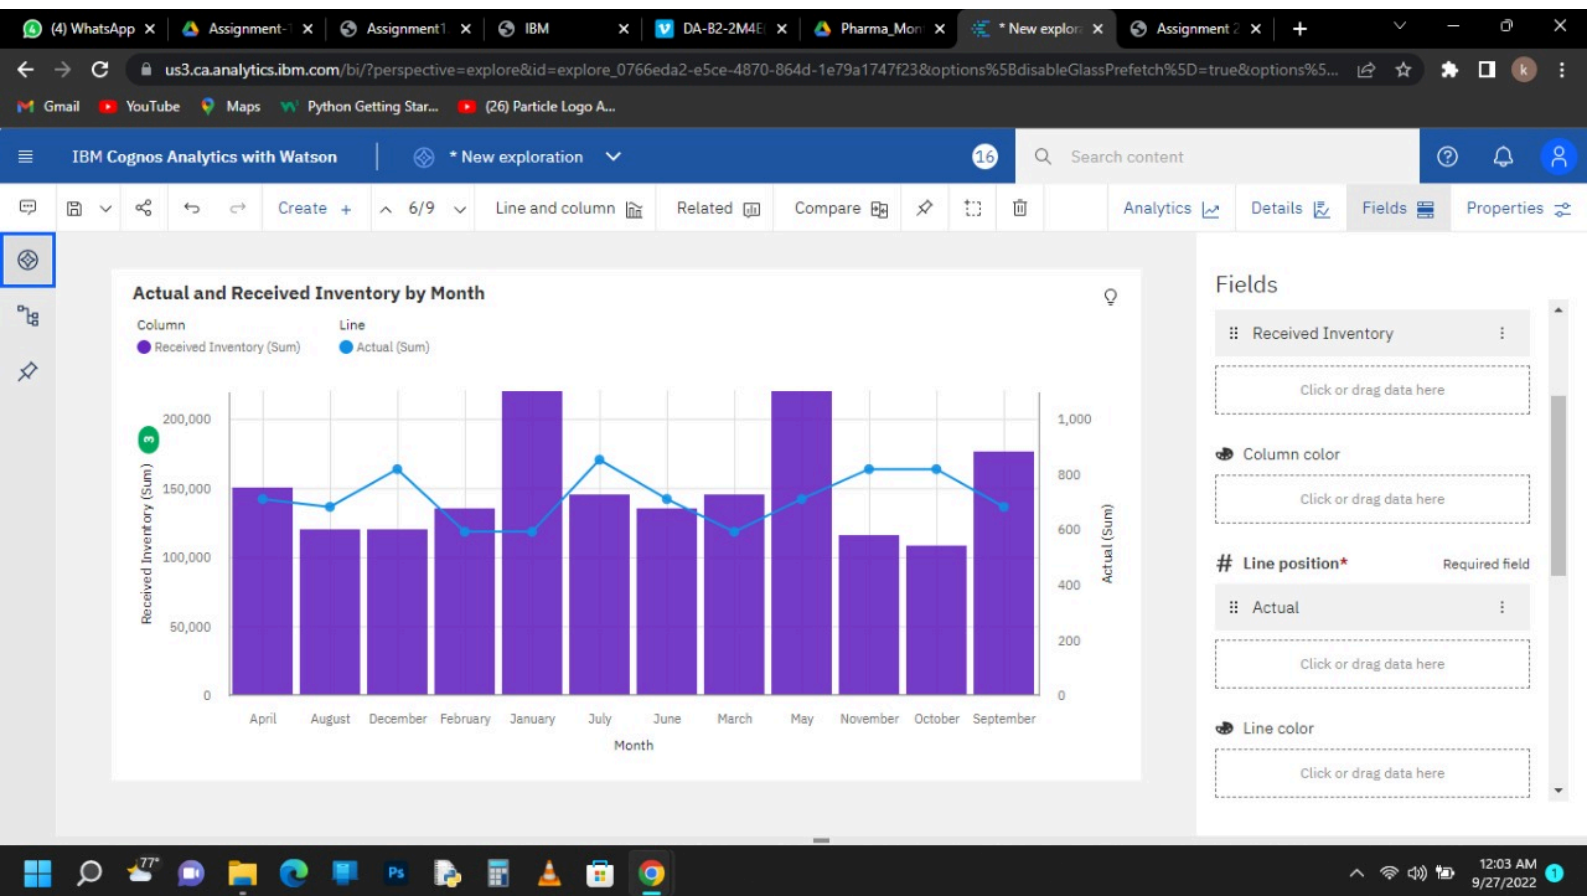 (4) WhatsApp
Assignment-1
Assignment1.
IBM
DA-B2-2M4E
Pharma_Mon
* New explor
Assignment 2
us3.ca.analytics.ibm.com/bi/?perspective=explore&id=explore_0766eda2-e5ce-4870-864d-1e79a1747f23&options%5BdisableGlassPrefetch%5D=true&options%5...
k
Gmail
YouTube
Maps
Python Getting Star...
(26) Particle Logo A...
IBM Cognos Analytics with Watson
* New exploration
16
Search content
Create +
6/9
Line and column
Related
Compare
Analytics
Details
Fields
Properties
Actual and Received Inventory by Month
Column
Line
Received Inventory (Sum)
Actual (Sum)
200,000
150,000
100,000
50,000
0
3
Received Inventory (Sum)
1,000
800
600
400
200
0
Actual (Sum)
April
August
December
February
January
July
June
March
May
November
October
September
Month
Fields
Received Inventory
Click or drag data here
Column color
Click or drag data here
# Line position*
Required field
Actual
Click or drag data here
Line color
Click or drag data here
77°
Ps
12:03 AM
9/27/2022
1